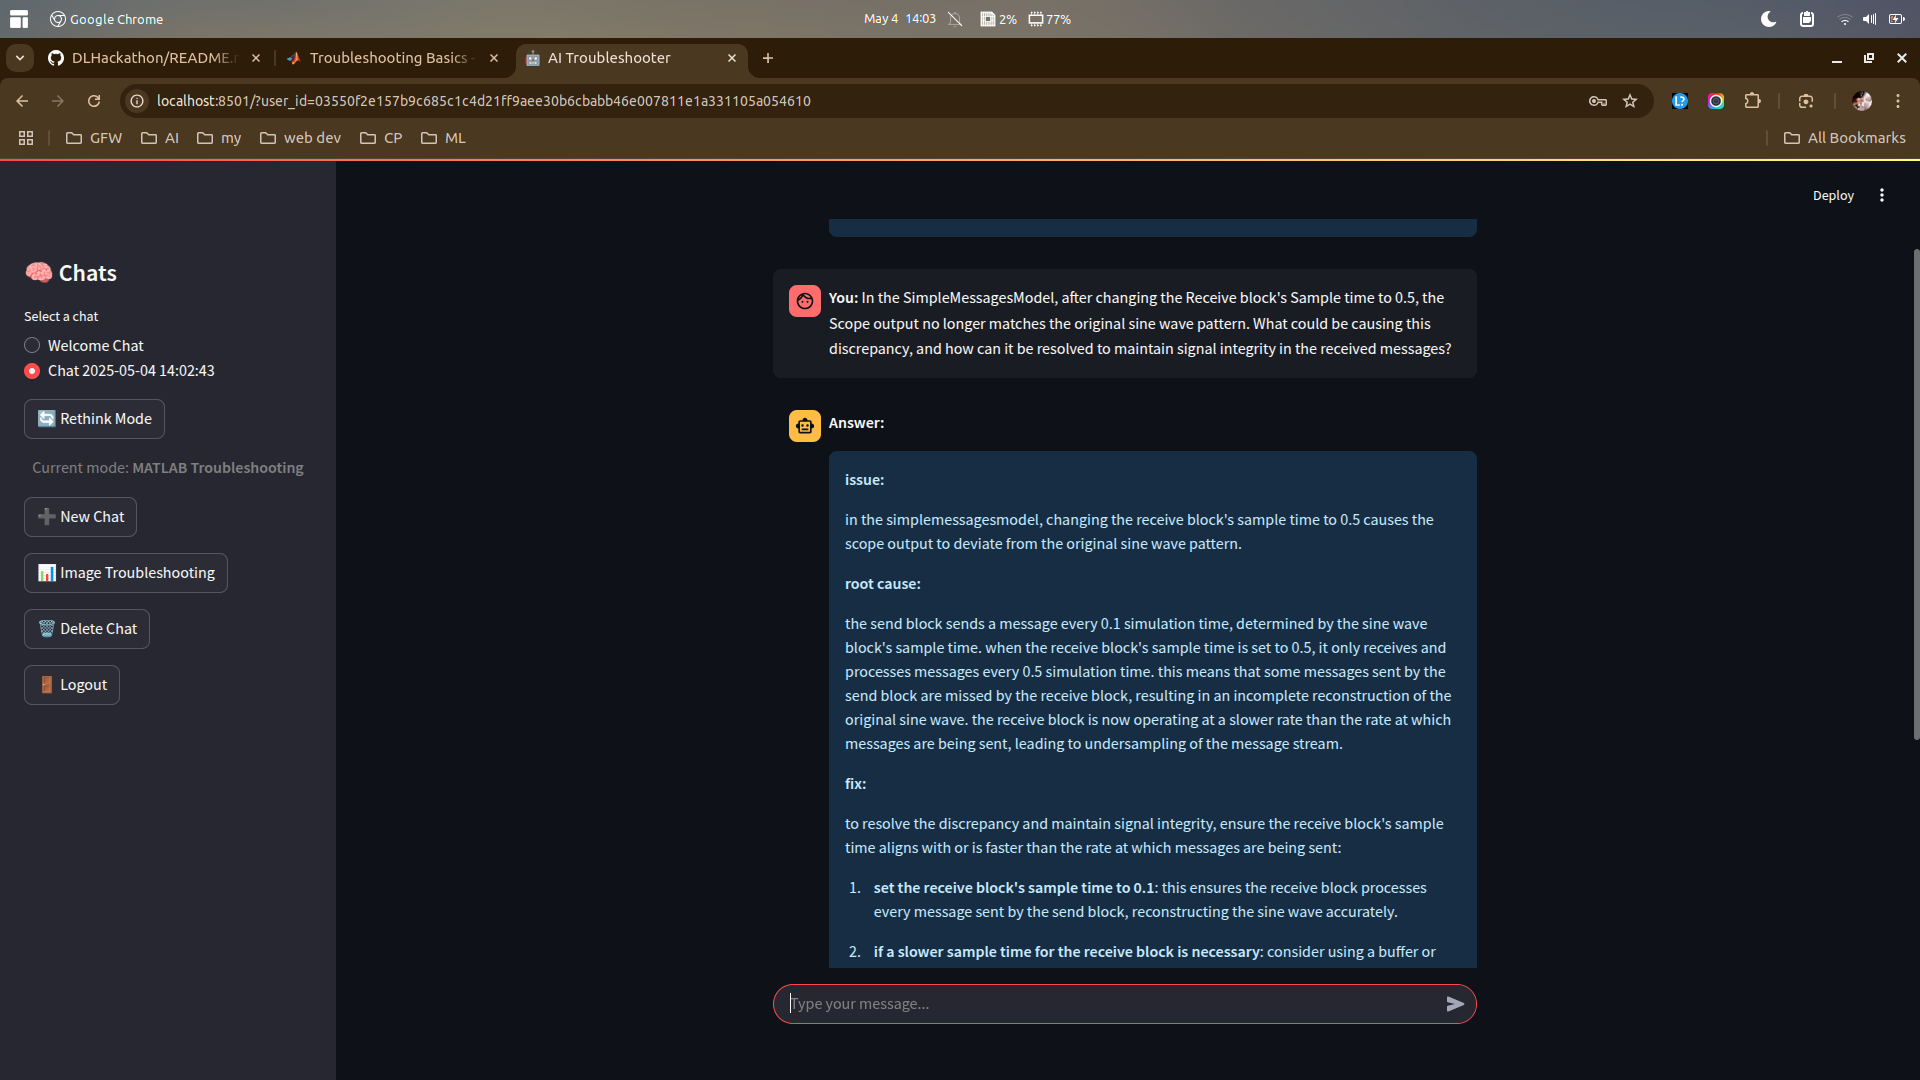 Google Chrome
May 4 14:03
2%
77%
DLHackathon/README.
Troubleshooting Basics
AI Troubleshooter
localhost:8501/?user_id=03550f2e157b9c685c1c4d21ff9aee30b6cbabb46e007811e1a331105a054610
GFW
AI
my
web dev
CP
ML
All Bookmarks
Deploy
Chats
Select a chat
Welcome Chat
Chat 2025-05-04 14:02:43
Rethink Mode
Current mode: MATLAB Troubleshooting
New Chat
Image Troubleshooting
Delete Chat
Logout
You: In the SimpleMessagesModel, after changing the Receive block's Sample time to 0.5, the
Scope output no longer matches the original sine wave pattern. What could be causing this
discrepancy, and how can it be resolved to maintain signal integrity in the received messages?
Answer:
issue:
in the simplemessagesmodel, changing the receive block's sample time to 0.5 causes the
scope output to deviate from the original sine wave pattern.
root cause:
the send block sends a message every 0.1 simulation time, determined by the sine wave
block's sample time. when the receive block's sample time is set to 0.5, it only receives and
processes messages every 0.5 simulation time. this means that some messages sent by the
send block are missed by the receive block, resulting in an incomplete reconstruction of the
original sine wave. the receive block is now operating at a slower rate than the rate at which
messages are being sent, leading to undersampling of the message stream.
fix:
to resolve the discrepancy and maintain signal integrity, ensure the receive block's sample
time aligns with or is faster than the rate at which messages are being sent:
1. set the receive block's sample time to 0.1: this ensures the receive block processes
every message sent by the send block, reconstructing the sine wave accurately.
2. if a slower sample time for the receive block is necessary: consider using a buffer or
Type your message...